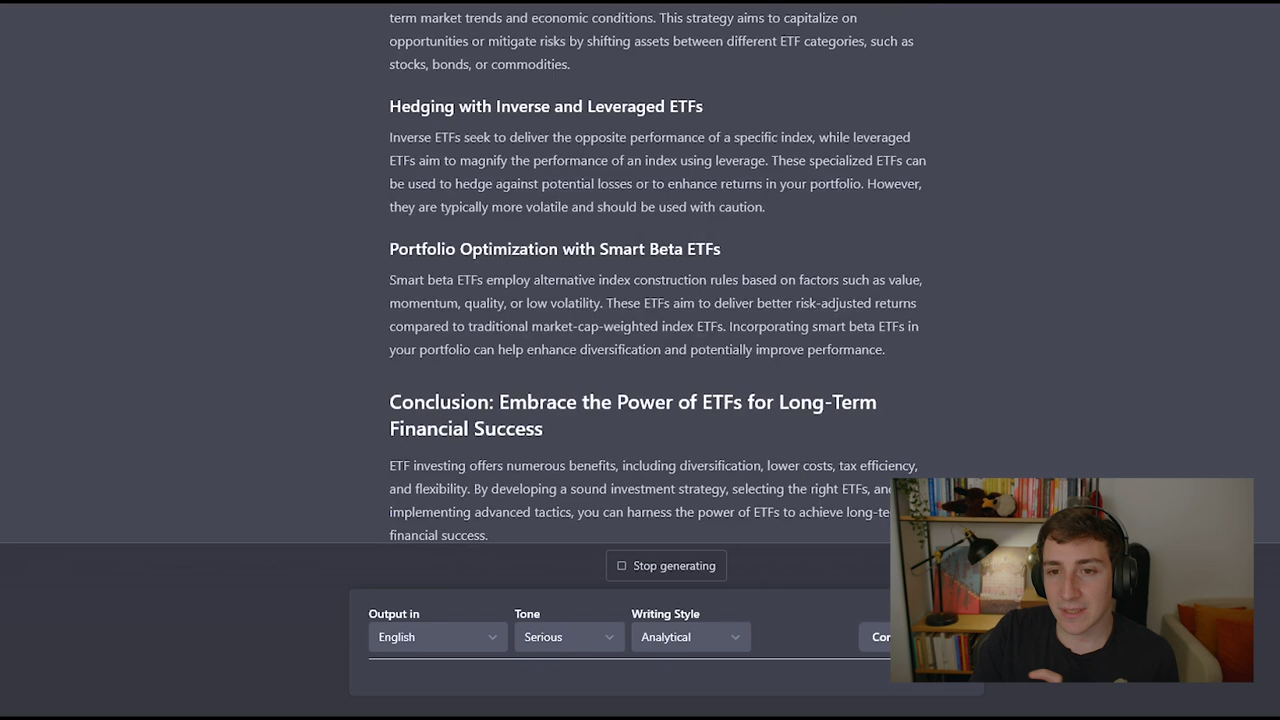 term market trends and economic conditions. This strategy aims to capitalize on
opportunities or mitigate risks by shifting assets between different ETF categories, such as
stocks, bonds, or commodities.
Hedging with Inverse and Leveraged ETFs
Inverse ETFs seek to deliver the opposite performance of a specific index, while leveraged
ETFs aim to magnify the performance of an index using leverage. These specialized ETFs can
be used to hedge against potential losses or to enhance returns in your portfolio. However,
they are typically more volatile and should be used with caution.
Portfolio Optimization with Smart Beta ETFs
Smart beta ETFs employ alternative index construction rules based on factors such as value,
momentum, quality, or low volatility. These ETFs aim to deliver better risk-adjusted returns
compared to traditional market-cap-weighted index ETFs. Incorporating smart beta ETFs in
your portfolio can help enhance diversification and potentially improve performance.
Conclusion: Embrace the Power of ETFs for Long-Term
Financial Success
ETF investing offers numerous benefits, including diversification, lower costs, tax efficiency,
and flexibility. By developing a sound investment strategy, selecting the right ETFs,
implementing advanced tactics, you can harness the power of ETFs to achieve
financial success.
Stop generating
Output in Tone Writing Style
English Serious Analytical